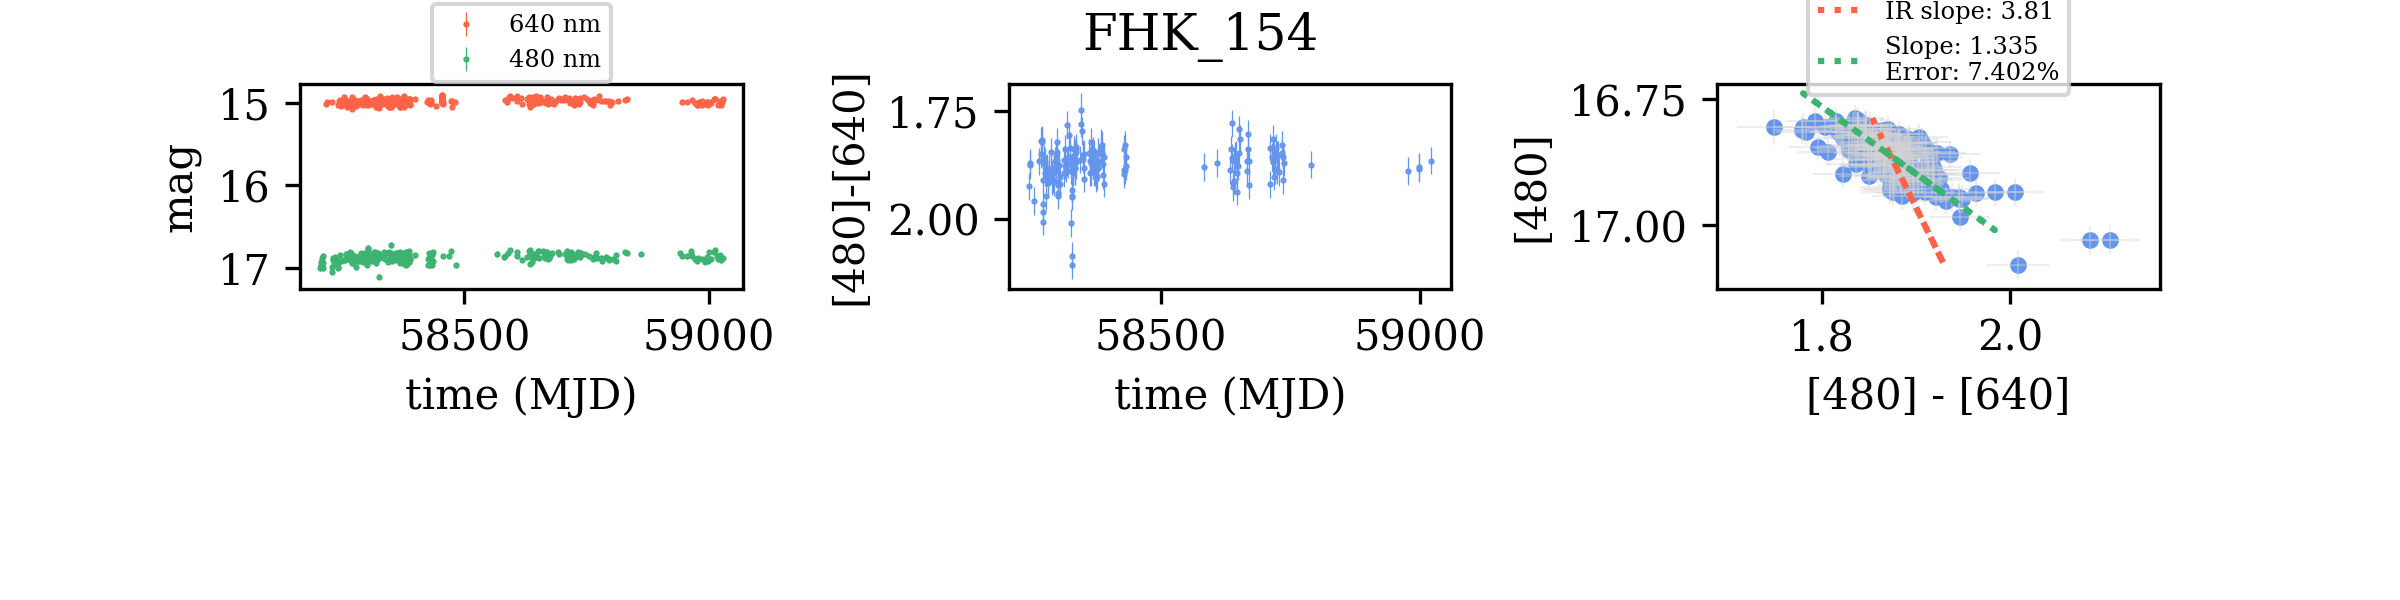 640 nm
480 nm
FHK_154
IR slope: 3.81
Slope: 1.335
Error: 7.402%
mag
15
16
17
58500
59000
time (MJD)
[480]-[640]
1.75
2.00
58500
59000
time (MJD)
[480]
16.75
17.00
1.8
2.0
[480] - [640]